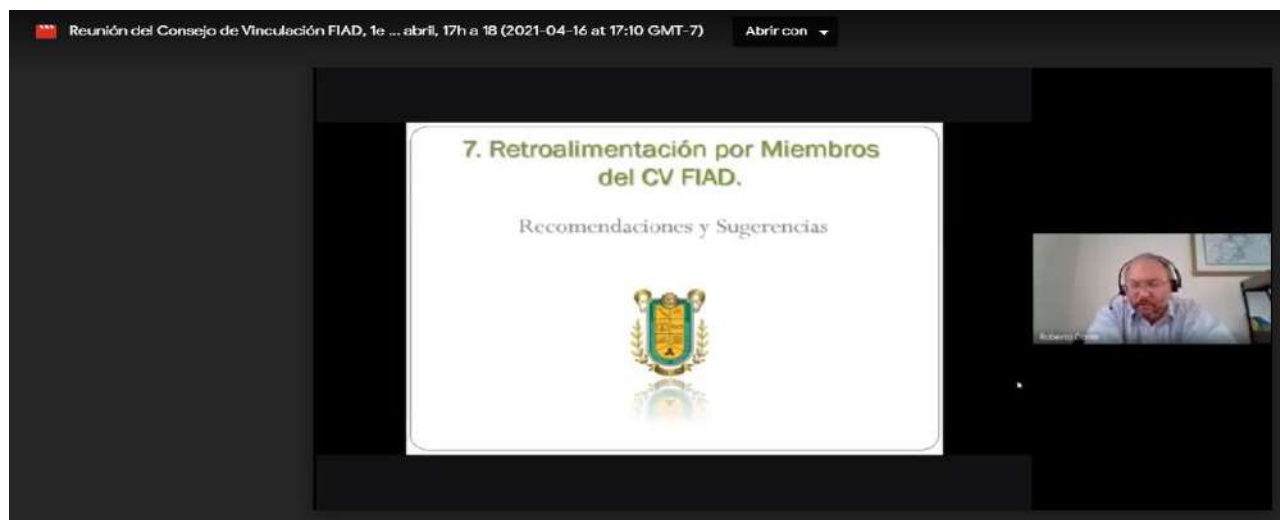 Reunión del Consejo de Vinculación FIAD, 1e ... abril, 17h a 18 (2021-04-16 at 17:10 GMT-7)
Abrir con
7. Retroalimentación por Miembros
del CV FIAD.
Recomendaciones y Sugerencias
Roberto